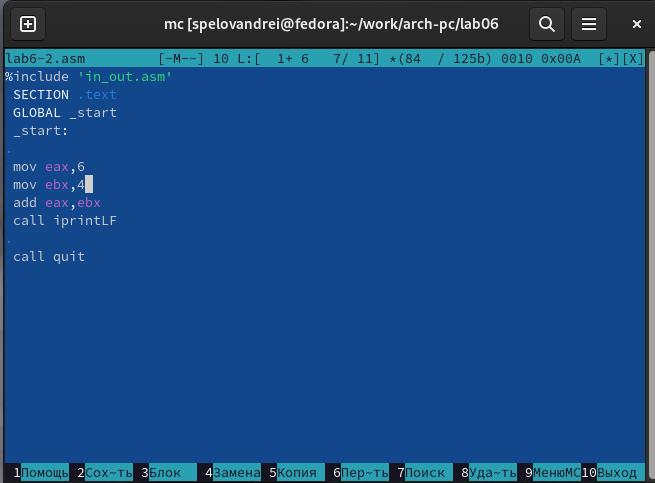 mc [spelovandrei@fedora]:~/work/arch-pc/lab06
lab6-2.asm [-M--] 10 L:[ 1+ 6 7/ 11] *(84 / 125b) 0010 0x00A [*][X]
%include 'in_out.asm'
SECTION .text
GLOBAL _start
_start:
.
mov eax,6
mov ebx,4
add eax,ebx
call iprintLF
.
call quit
1Помощь 2Сох~ть 3Блок 4Замена 5Копия 6Пер~ть 7Поиск 8Уда~ть 9МенюMC 10Выход